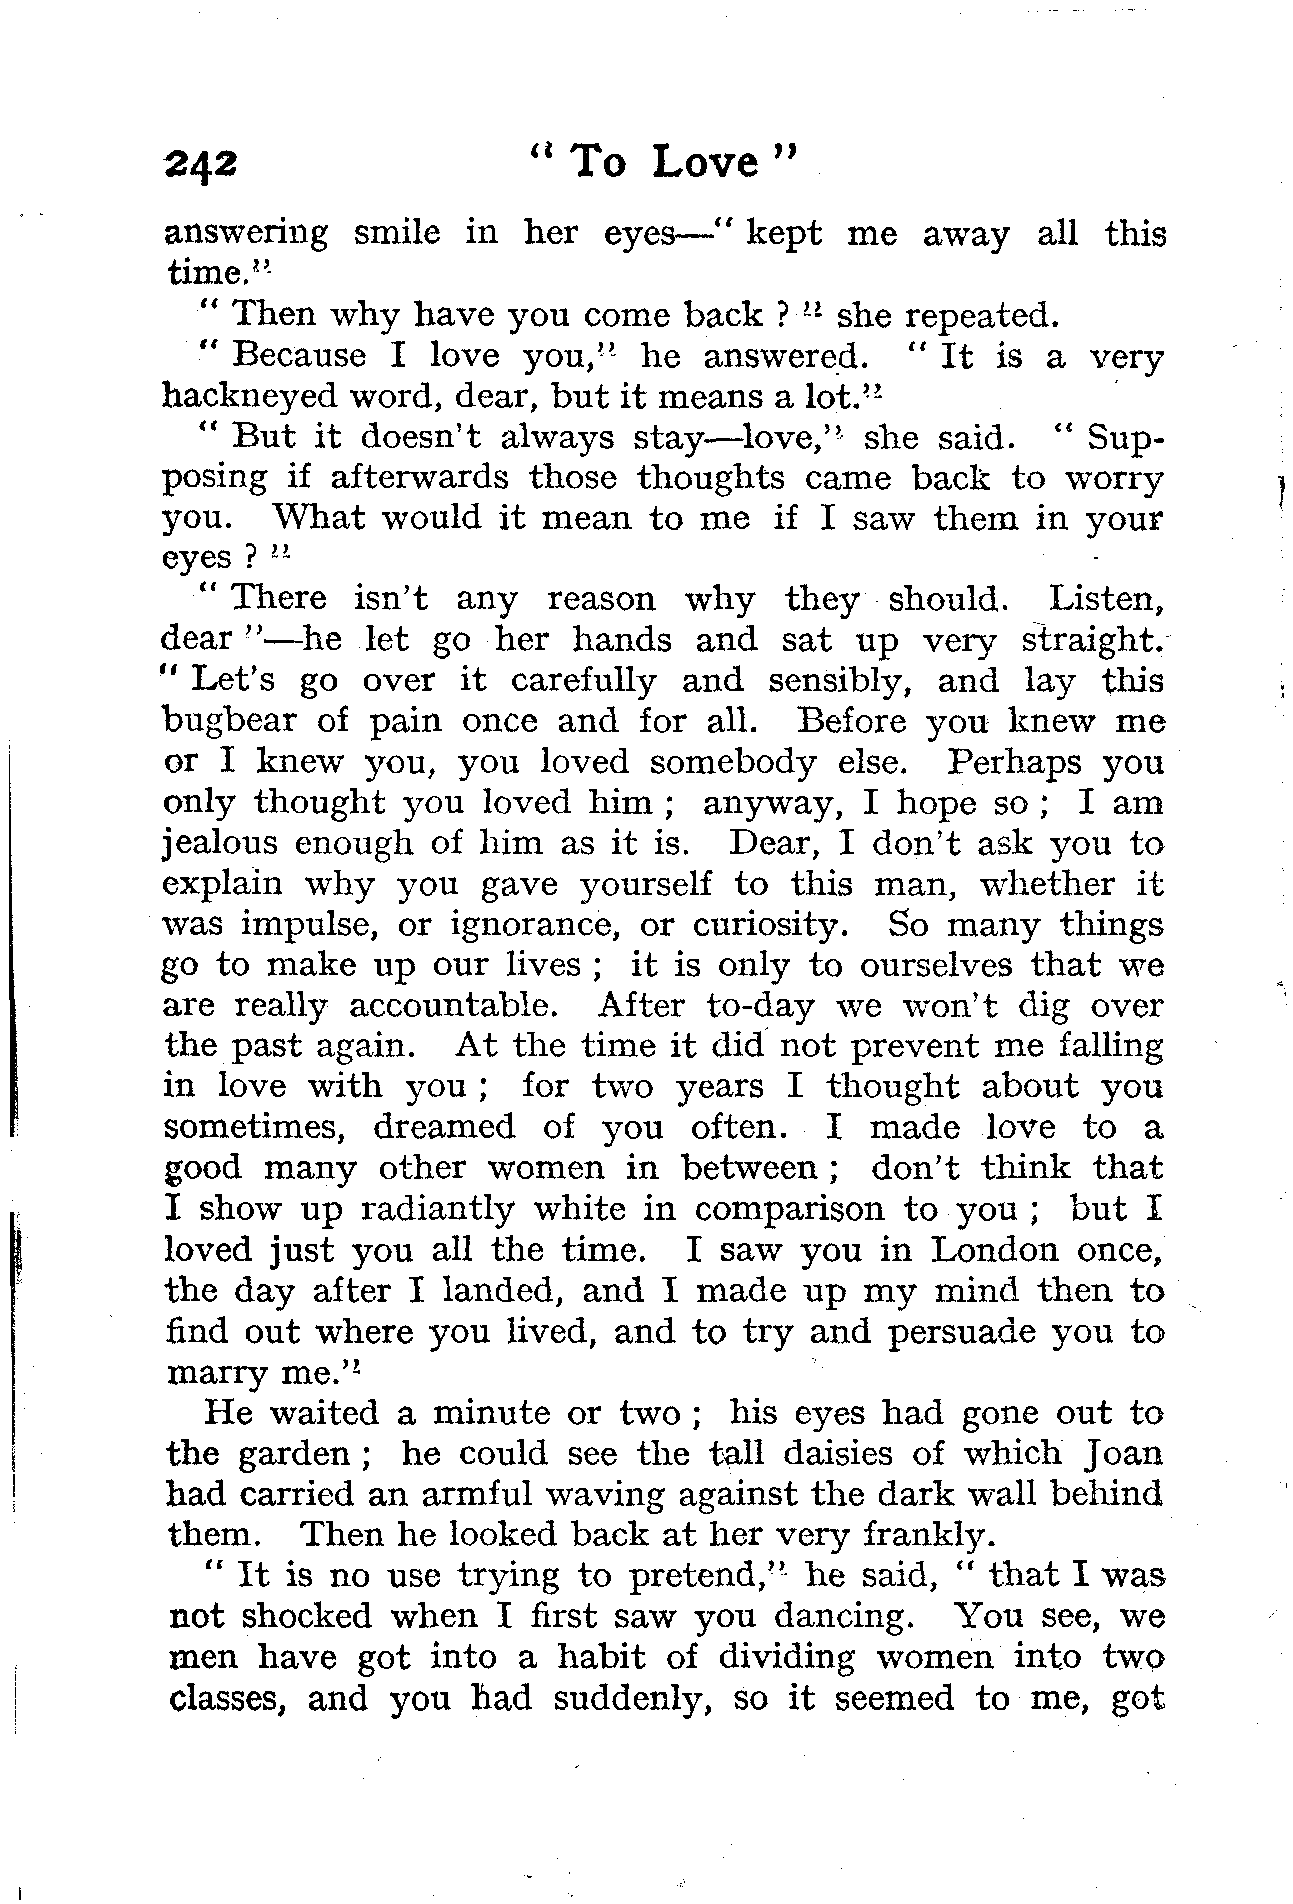 242 " To Love "
answering smile in her eyes—" kept me away all this
time."
" Then why have you come back ? " she repeated.
" Because I love you," he answered. " It is a very
hackneyed word, dear, but it means a lot."
" But it doesn't always stay—love," she said. " Sup-
posing if afterwards those thoughts came back to worry
you. What would it mean to me if I saw them in your
eyes ? "
" There isn't any reason why they should. Listen,
dear "—he let go her hands and sat up very straight.
" Let's go over it carefully and sensibly, and lay this
bugbear of pain once and for all. Before you knew me
or I knew you, you loved somebody else. Perhaps you
only thought you loved him ; anyway, I hope so ; I am
jealous enough of him as it is. Dear, I don't ask you to
explain why you gave yourself to this man, whether it
was impulse, or ignorance, or curiosity. So many things
go to make up our lives ; it is only to ourselves that we
are really accountable. After to-day we won't dig over
the past again. At the time it did not prevent me falling
in love with you ; for two years I thought about you
sometimes, dreamed of you often. I made love to a
good many other women in between ; don't think that
I show up radiantly white in comparison to you ; but I
loved just you all the time. I saw you in London once,
the day after I landed, and I made up my mind then to
find out where you lived, and to try and persuade you to
marry me."
He waited a minute or two ; his eyes had gone out to
the garden ; he could see the tall daisies of which Joan
had carried an armful waving against the dark wall behind
them. Then he looked back at her very frankly.
" It is no use trying to pretend," he said, " that I was
not shocked when I first saw you dancing. You see, we
men have got into a habit of dividing women into two
classes, and you had suddenly, so it seemed to me, got